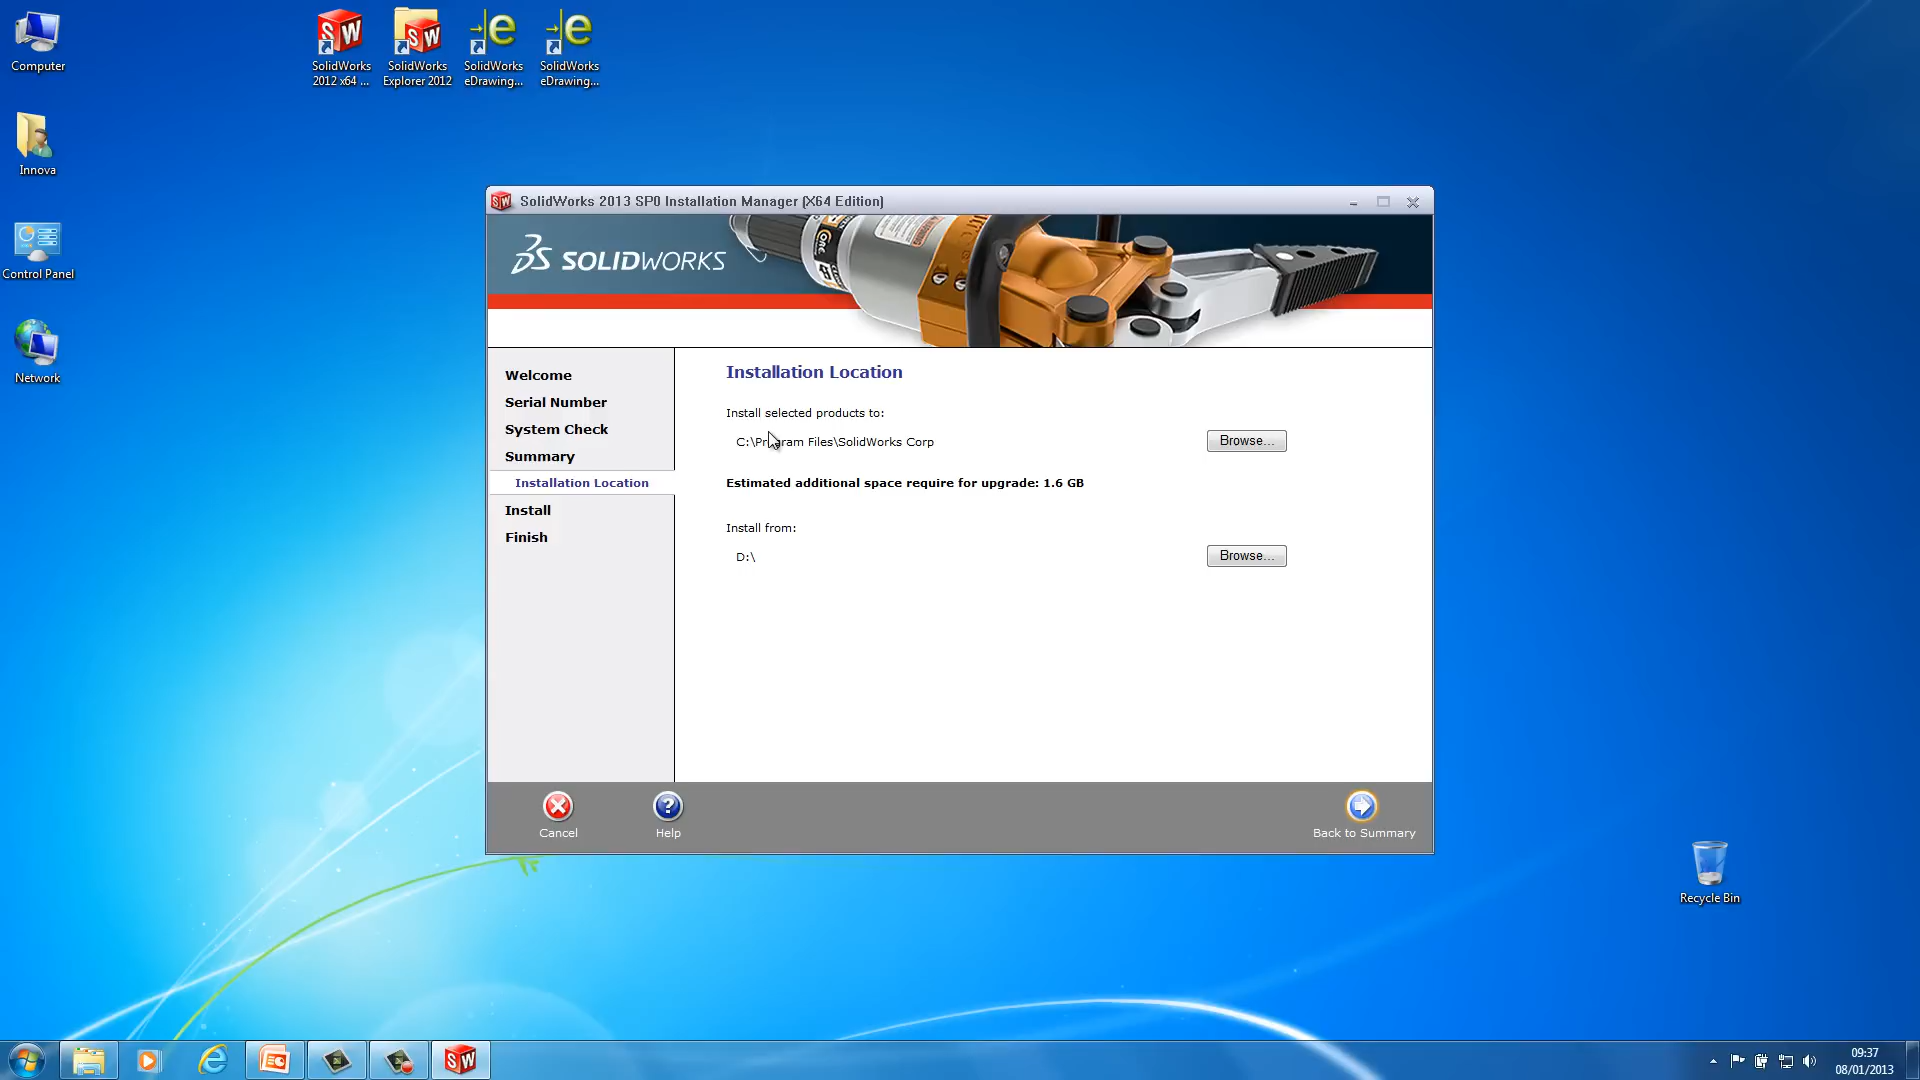 Computer
SolidWorks 2012 x64 ...
SolidWorks Explorer 2012
SolidWorks eDrawing...
SolidWorks eDrawing...
Innova
Control Panel
Network
SolidWorks 2013 SP0 Installation Manager (X64 Edition)
SOLIDWORKS
Welcome
Serial Number
System Check
Summary
Installation Location
Install
Finish
Installation Location
Install selected products to:
C:\Program Files\SolidWorks Corp
Browse...
Estimated additional space require for upgrade: 1.6 GB
Install from:
D:\
Browse...
Cancel
Help
Back to Summary
Recycle Bin
09:37
08/01/2013